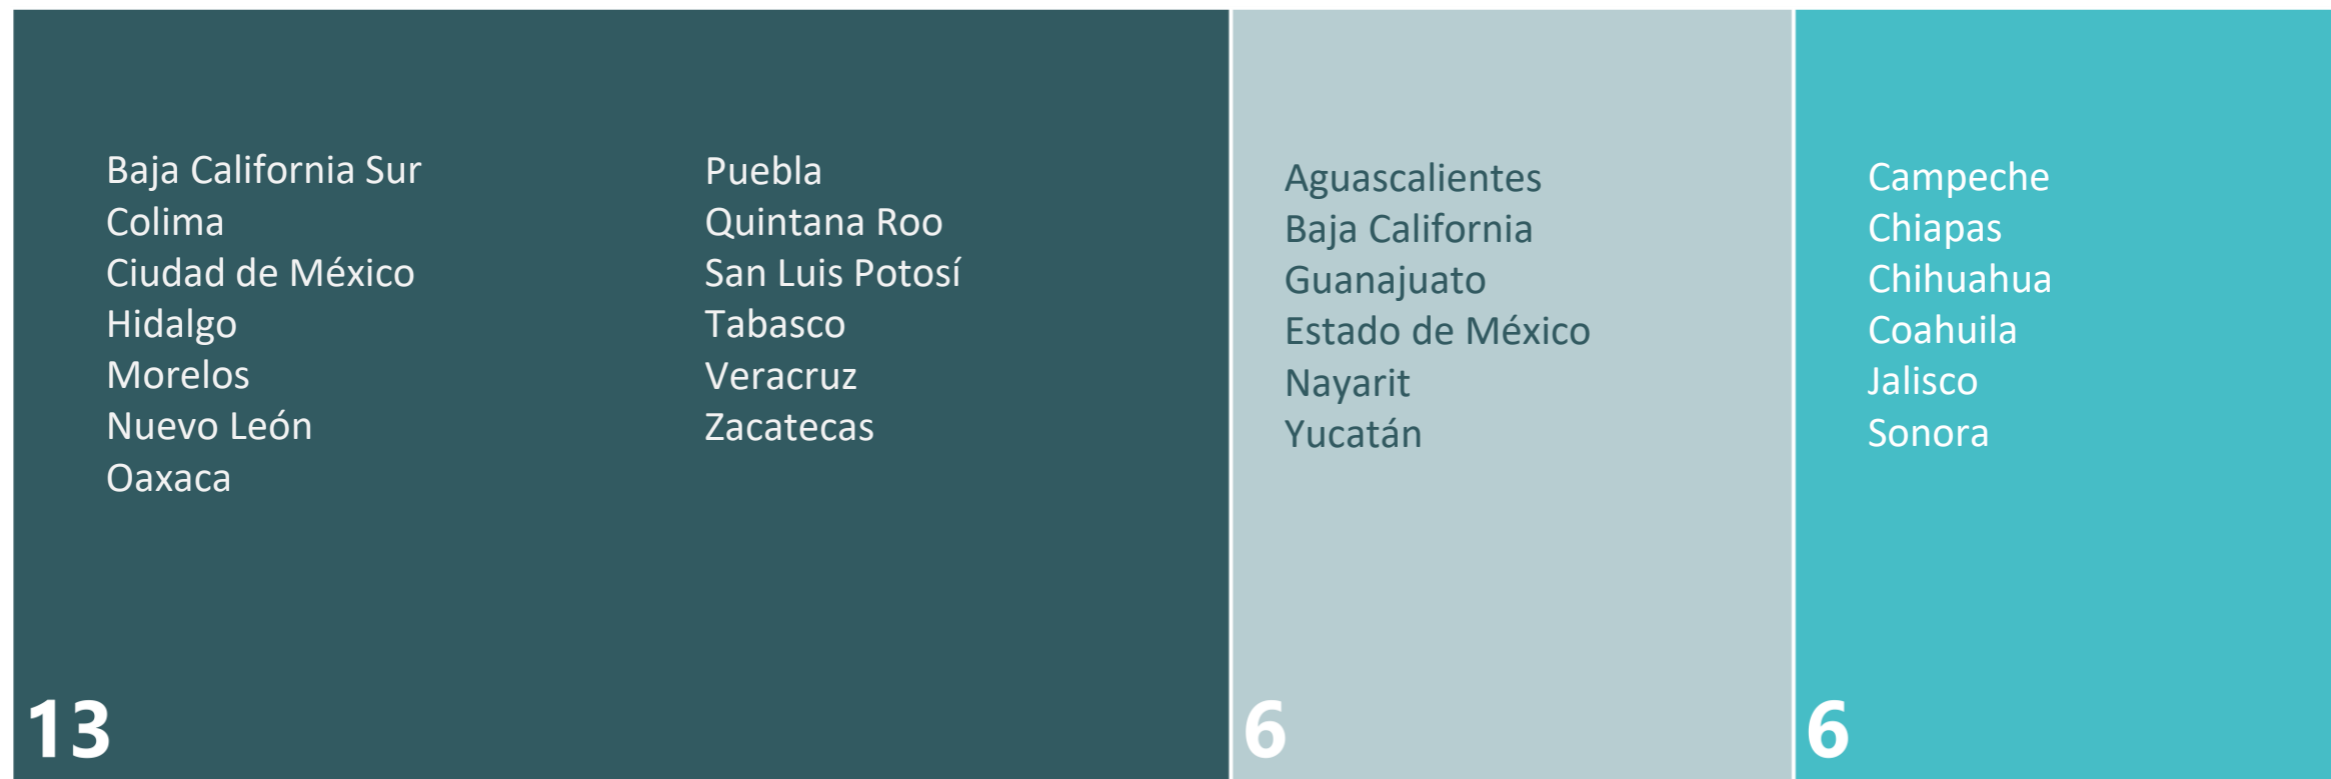 Baja California Sur
Colima
Ciudad de México
Hidalgo
Morelos
Nuevo León
Oaxaca
Puebla
Quintana Roo
San Luis Potosí
Tabasco
Veracruz
Zacatecas
13
Aguascalientes
Baja California
Guanajuato
Estado de México
Nayarit
Yucatán
6
Campeche
Chiapas
Chihuahua
Coahuila
Jalisco
Sonora
6